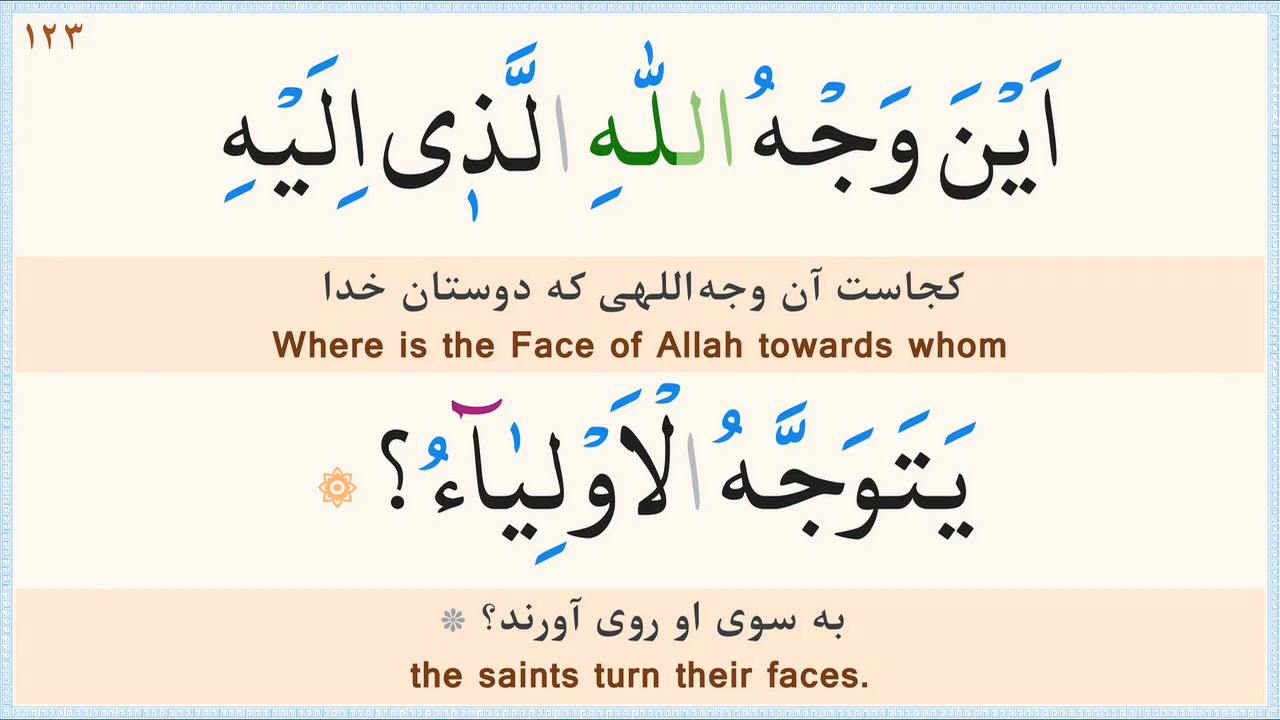 ۱۲۳
اَیْنَ وَجْهُ اللّٰهِ الَّذٖی اِلَیْهِ
کجاست آن وجه‌اللهی که دوستان خدا
Where is the Face of Allah towards whom
یَتَوَجَّهُ الْاَوْلِیٰٓاءُ؟
به سوی او روی آورند؟
the saints turn their faces.